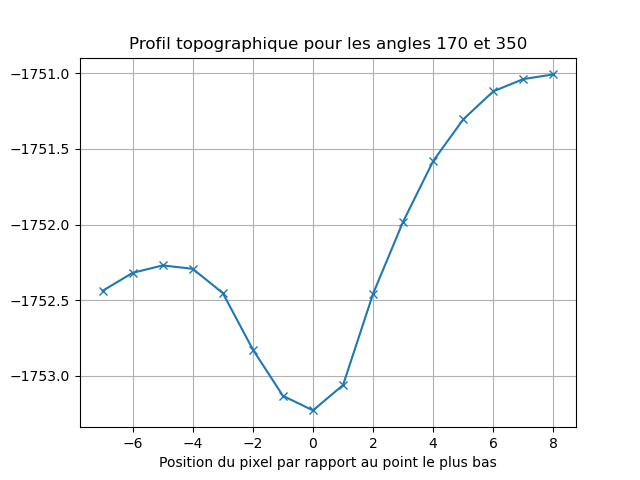 Profil topographique pour les angles 170 et 350
−1751.0
−1751.5
−1752.0
−1752.5
−1753.0
−6 −4 −2 0 2 4 6 8
Position du pixel par rapport au point le plus bas